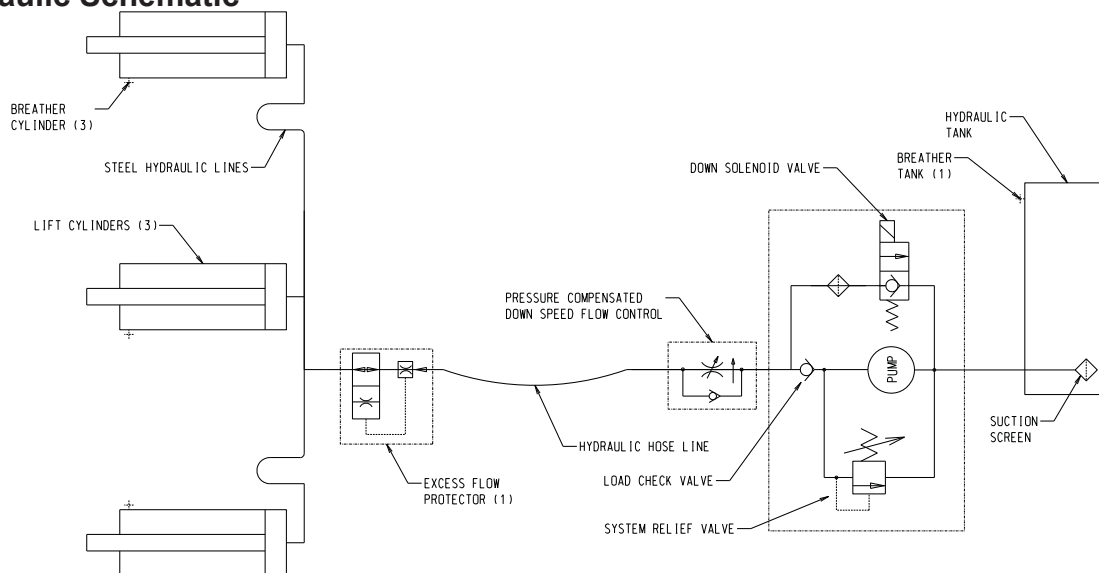 Schematic
BREATHER
CYLINDER (3)
STEEL HYDRAULIC LINES
LIFT CYLINDERS (3)
EXCESS FLOW
PROTECTOR (1)
HYDRAULIC HOSE LINE
PRESSURE COMPENSATED
DOWN SPEED FLOW CONTROL
DOWN SOLENOID VALVE
LOAD CHECK VALVE
SYSTEM RELIEF VALVE
PUMP
BREATHER
TANK (1)
HYDRAULIC
TANK
SUCTION
SCREEN